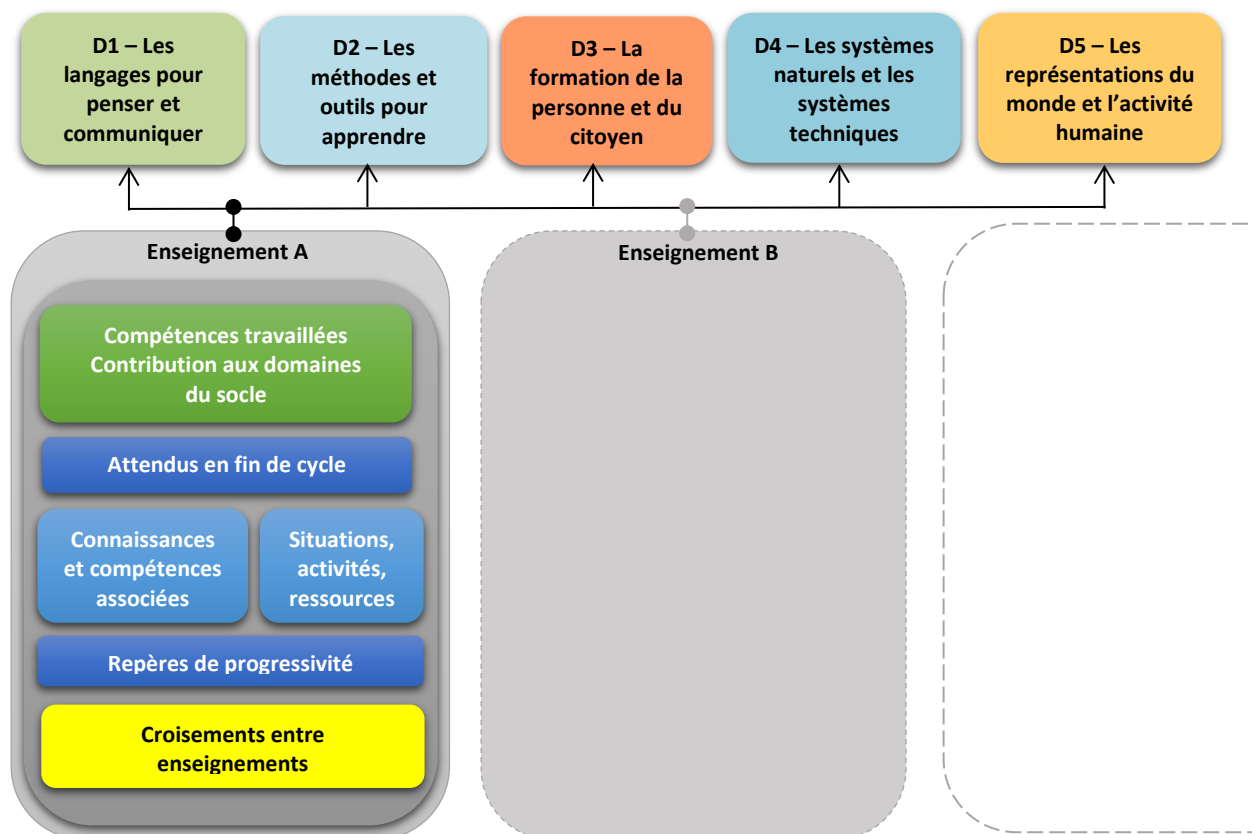 D1 – Les
langages pour
penser et
communiquer
D2 – Les
méthodes et
outils pour
apprendre
D3 – La
formation de la
personne et du
citoyen
D4 – Les systèmes
naturels et les
systèmes
techniques
D5 – Les
représentations du
monde et l’activité
humaine
Enseignement A
Compétences travaillées
Contribution aux domaines
du socle
Attendus en fin de cycle
Connaissances
et compétences
associées
Situations,
activités,
ressources
Repères de progressivité
Croisements entre
enseignements
Enseignement B